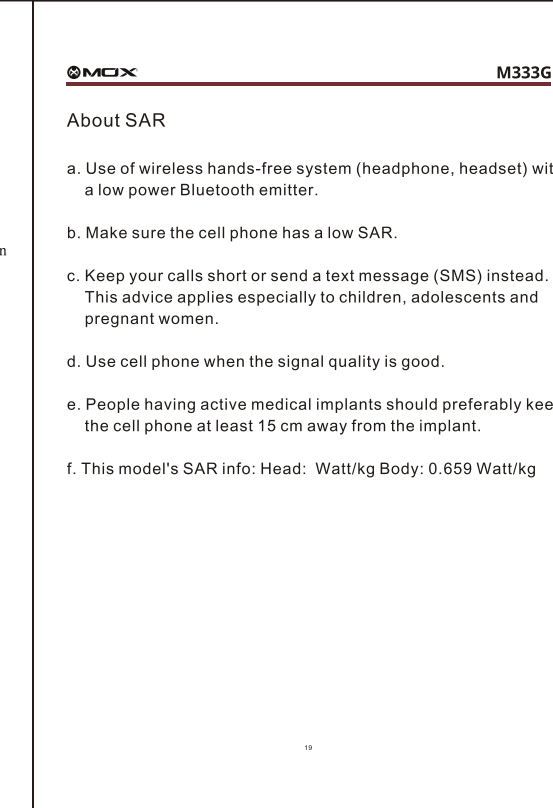 n
MOX
M333G
About SAR
a. Use of wireless hands-free system (headphone, headset) wit
a low power Bluetooth emitter.
b. Make sure the cell phone has a low SAR.
c. Keep your calls short or send a text message (SMS) instead.
This advice applies especially to children, adolescents and
pregnant women.
d. Use cell phone when the signal quality is good.
e. People having active medical implants should preferably kee
the cell phone at least 15 cm away from the implant.
f. This model's SAR info: Head:  Watt/kg Body: 0.659 Watt/kg
19